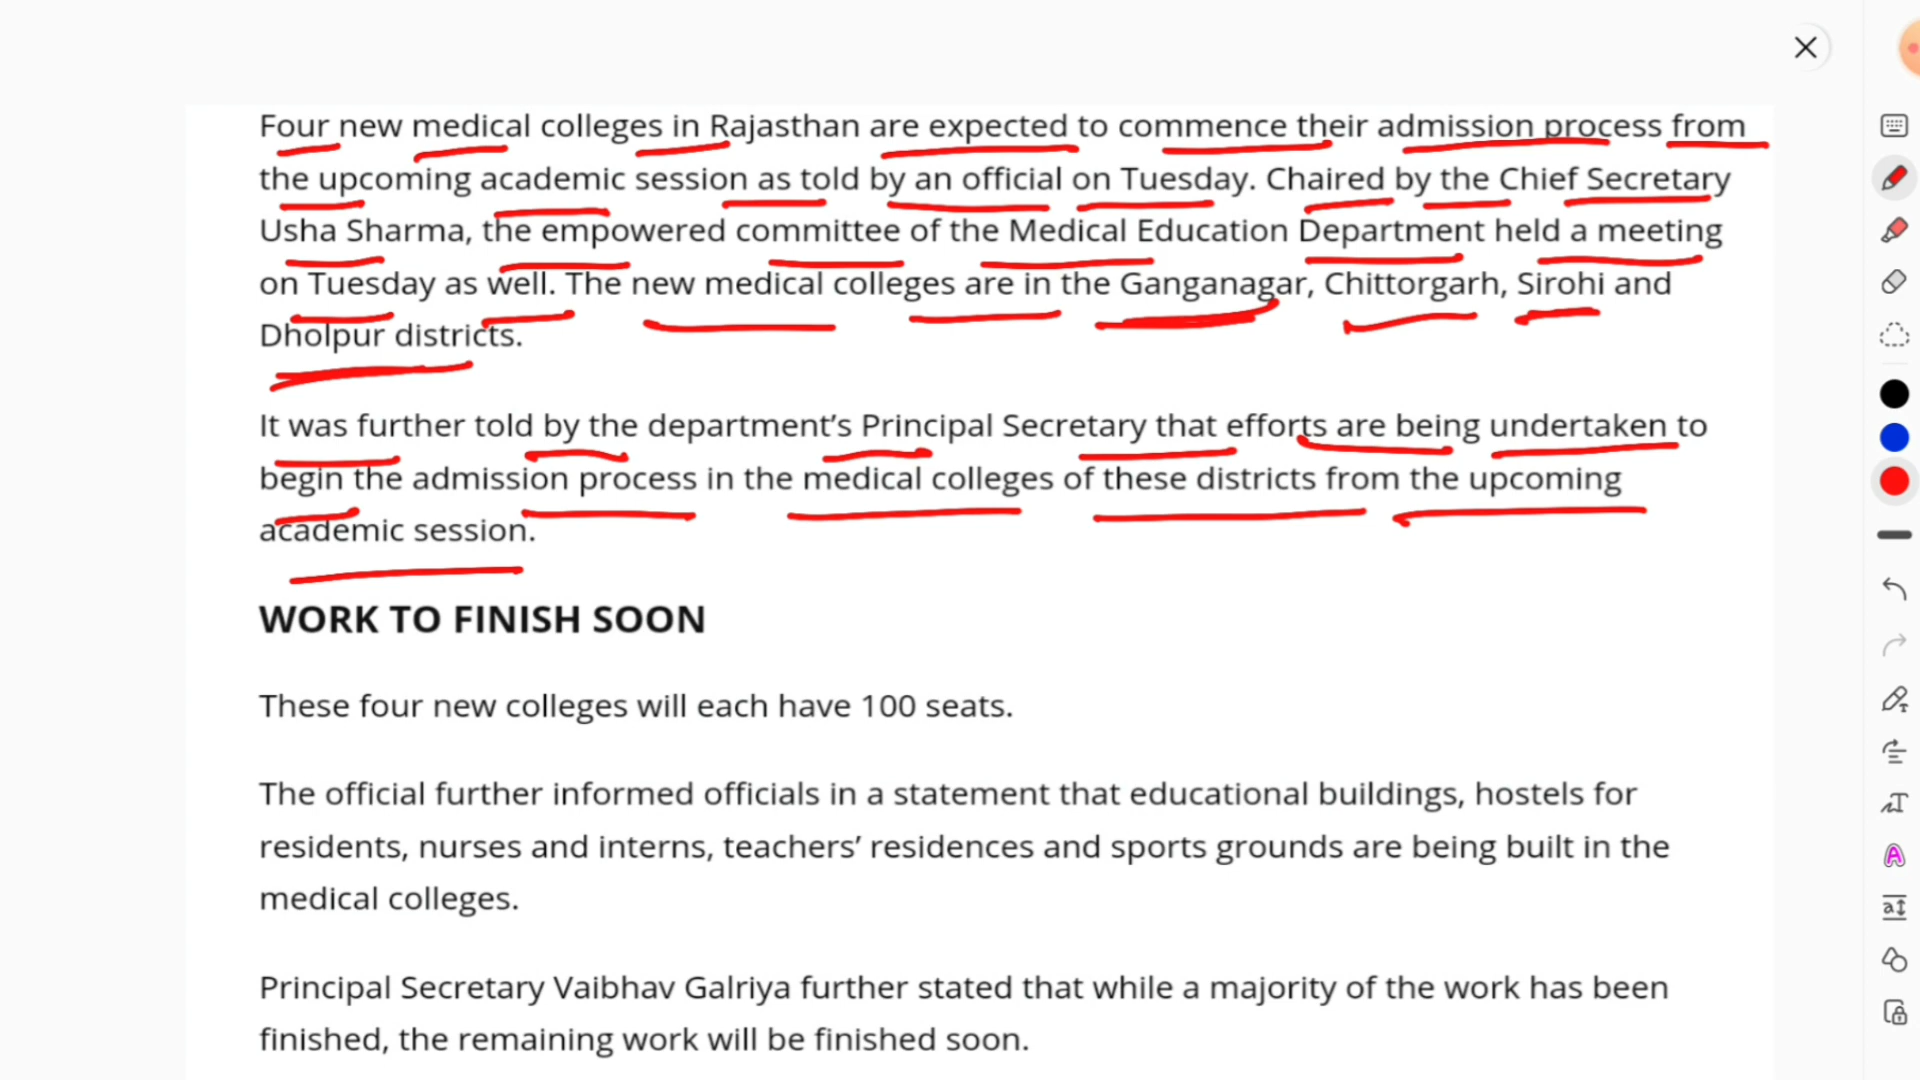 Four new medical colleges in Rajasthan are expected to commence their admission process from
the upcoming academic session as told by an official on Tuesday. Chaired by the Chief Secretary
Usha Sharma, the empowered committee of the Medical Education Department held a meeting
on Tuesday as well. The new medical colleges are in the Ganganagar, Chittorgarh, Sirohi and
Dholpur districts.
It was further told by the department’s Principal Secretary that efforts are being undertaken to
begin the admission process in the medical colleges of these districts from the upcoming
academic session.
WORK TO FINISH SOON
These four new colleges will each have 100 seats.
The official further informed officials in a statement that educational buildings, hostels for
residents, nurses and interns, teachers’ residences and sports grounds are being built in the
medical colleges.
Principal Secretary Vaibhav Galriya further stated that while a majority of the work has been
finished, the remaining work will be finished soon.